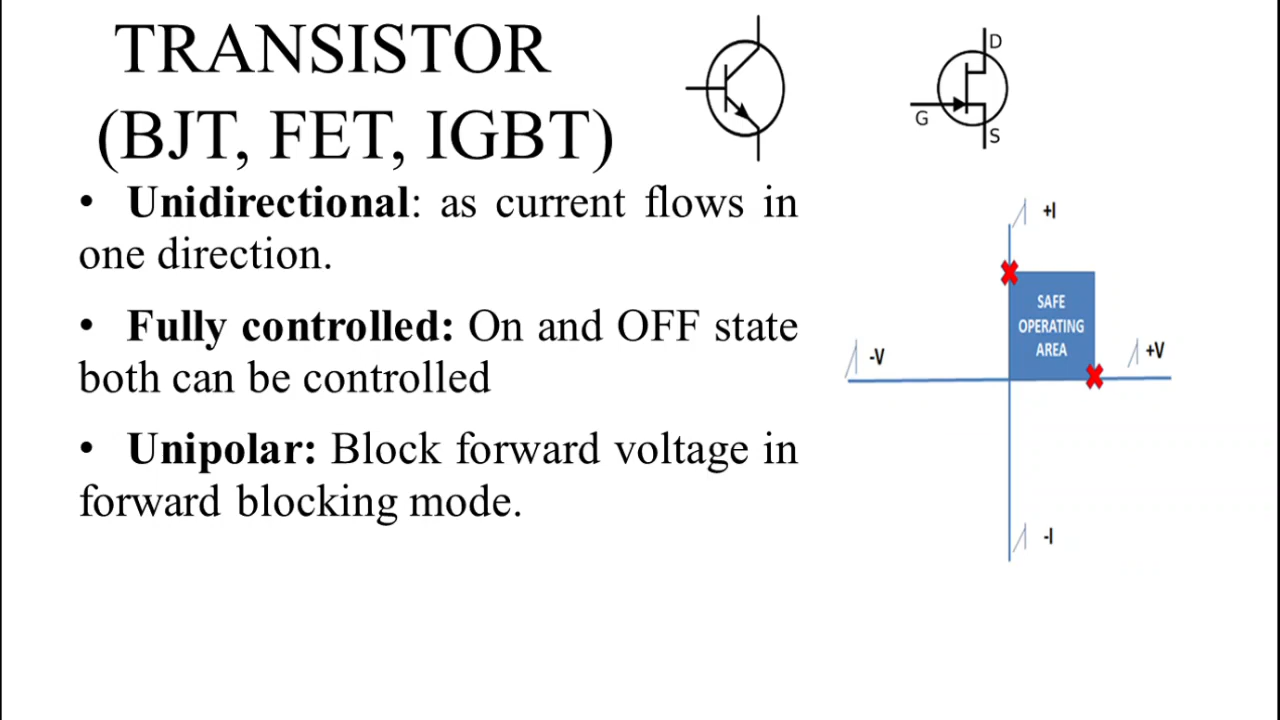 TRANSISTOR
(BJT, FET, IGBT)
• Unidirectional: as current flows in
one direction.
• Fully controlled: On and OFF state
both can be controlled
• Unipolar: Block forward voltage in
forward blocking mode.
D
G
S
+I
SAFE
OPERATING
AREA
-V
+V
-I